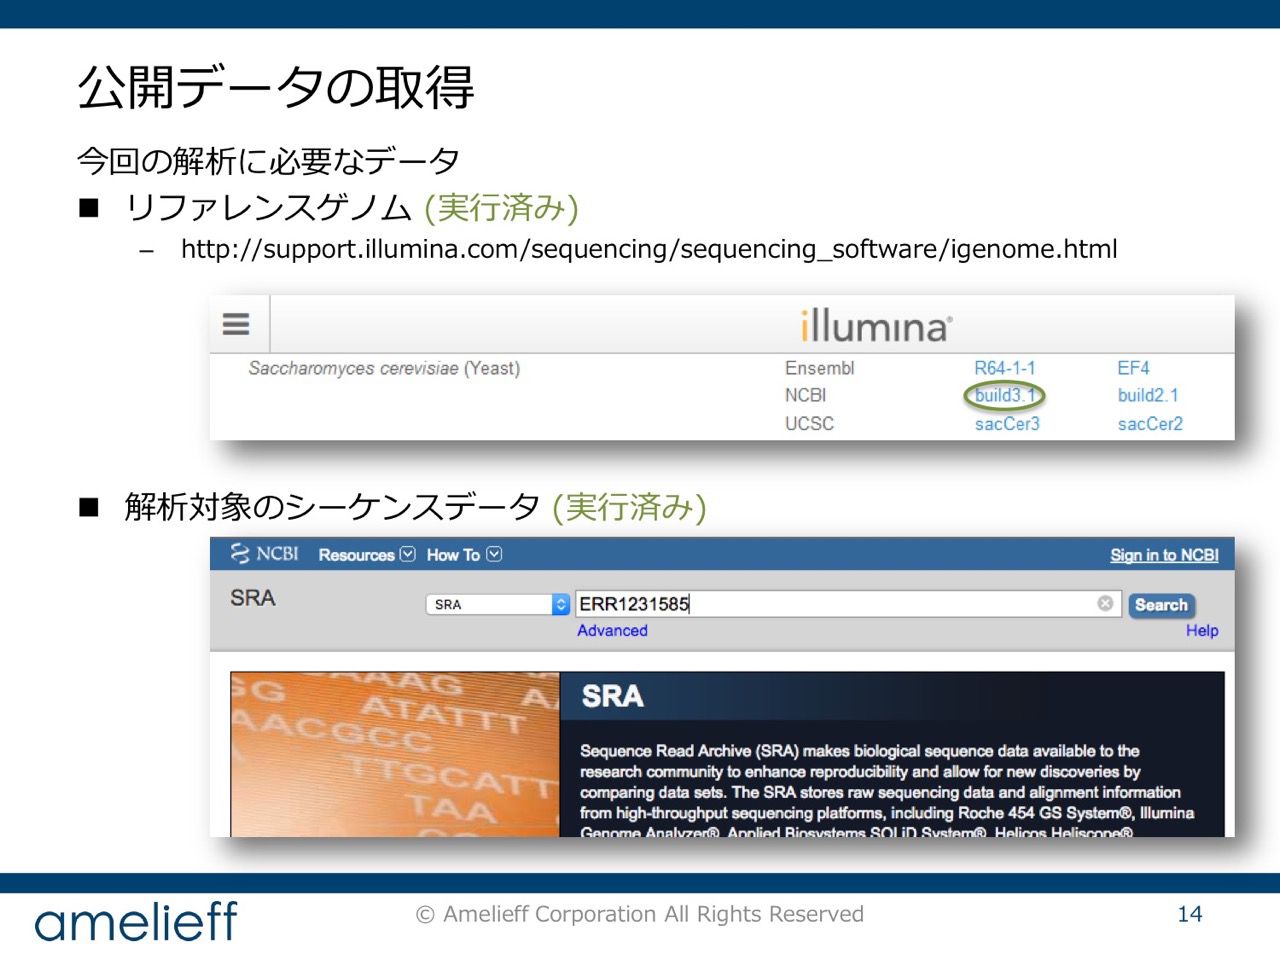 公開データの取得
今回の解析に必要なデータ
■ リファレンスゲノム (実行済み)
– http://support.illumina.com/sequencing/sequencing_software/igenome.html
illumina®
Saccharomyces cerevisiae (Yeast) Ensembl R64-1-1 EF4
NCBI build3.1 build2.1
UCSC sacCer3 sacCer2
■ 解析対象のシーケンスデータ (実行済み)
NCBI Resources How To Sign in to NCBI
SRA SRA ERR1231585 Search
Advanced Help
AAAG
GG ATATTT
AACGCC
TTGCATT
TAA
SRA
Sequence Read Archive (SRA) makes biological sequence data available to the
research community to enhance reproducibility and allow for new discoveries by
comparing data sets. The SRA stores raw sequencing data and alignment information
from high-throughput sequencing platforms, including Roche 454 GS System®, Illumina
Genome Analyzer®, Applied Biosystems SOLiD System®, Helicos Heliscope®,
amelieff © Amelieff Corporation All Rights Reserved 14